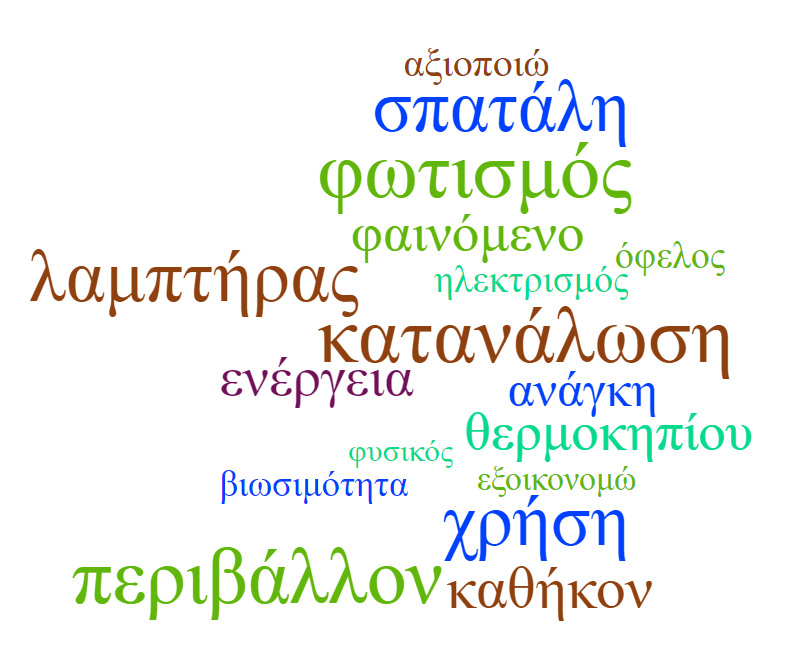 αξιοποιώ
σπατάλη
φωτισμός
φαινόμενο
όφελος
λαμπτήρας
ηλεκτρισμός
κατανάλωση
ενέργεια
ανάγκη
θερμοκηπίου
φυσικός
βιωσιμότητα
εξοικονομώ
χρήση
περιβάλλον
καθήκον